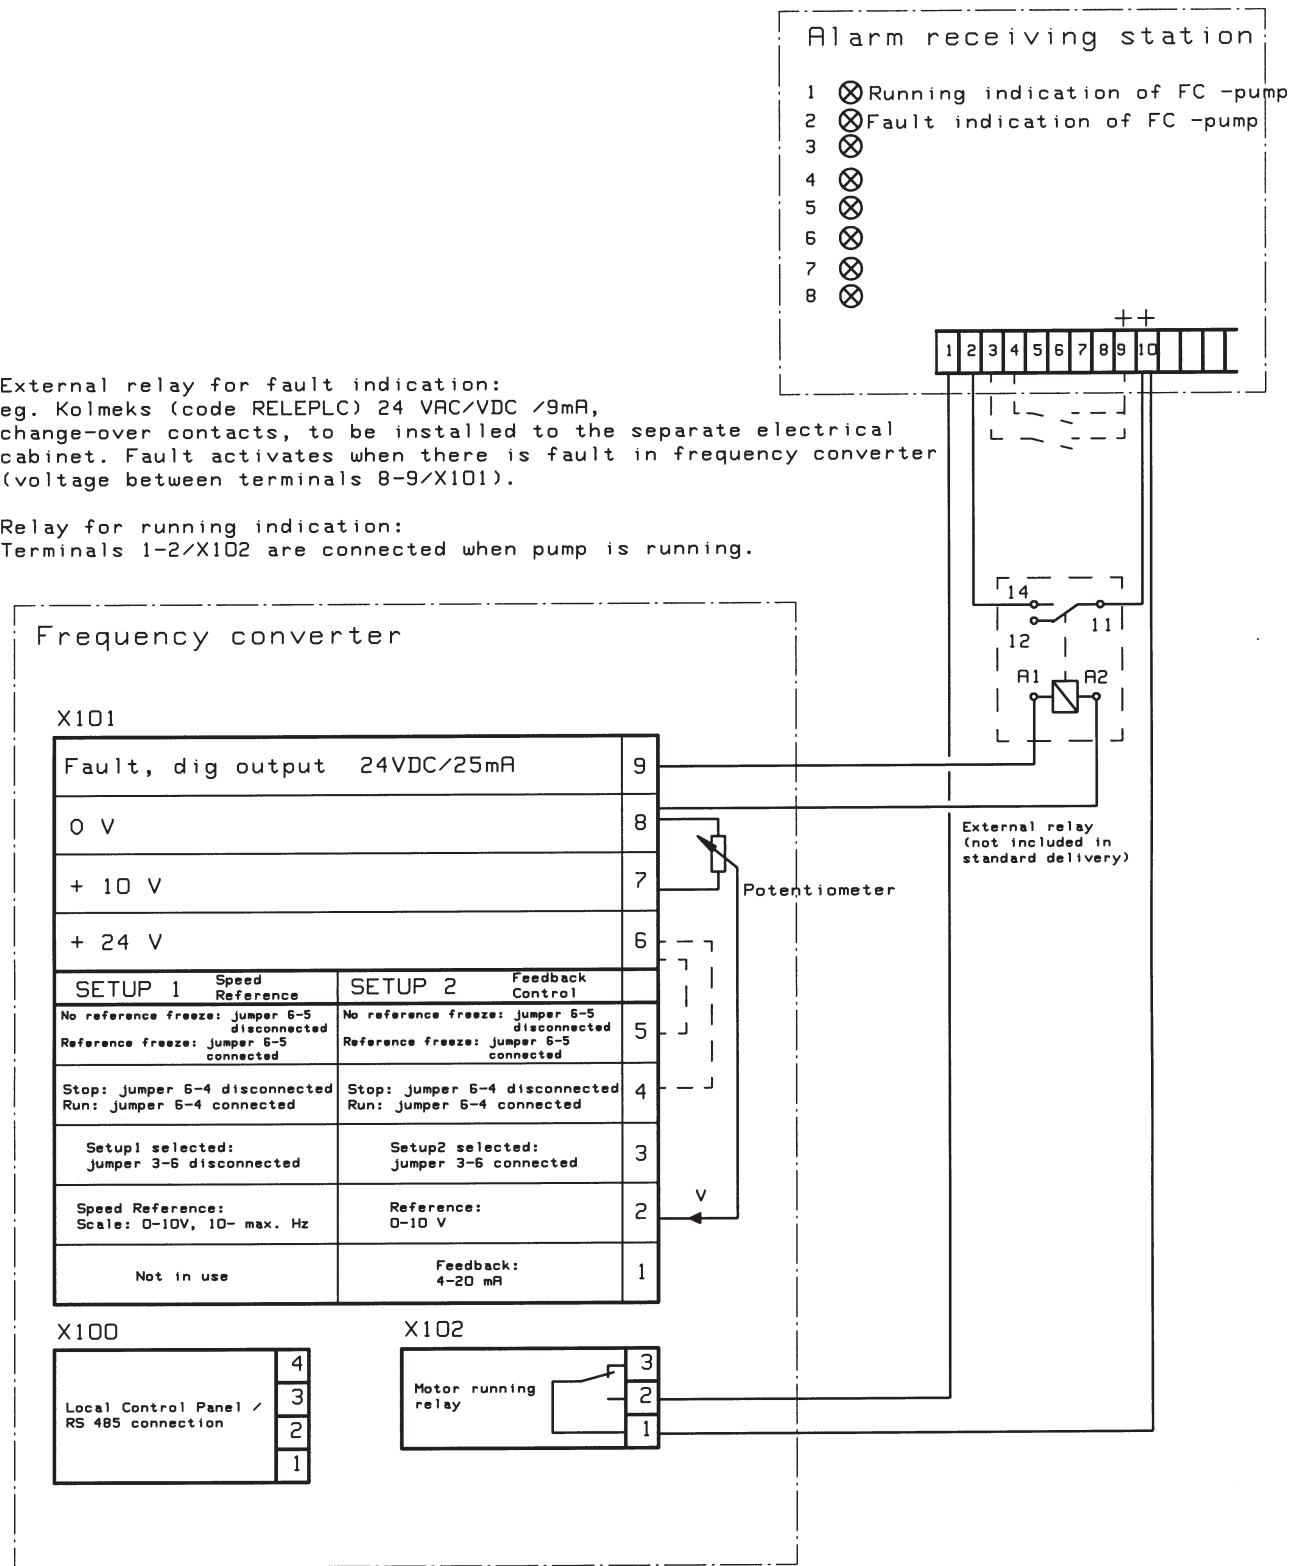 Alarm receiving station
1 Running indication of FC -pump
2 Fault indication of FC -pump
3
4
5
6
7
8
++
1 2 3 4 5 6 7 8 9 10
External relay for fault indication:
eg. Kolmeks (code RELEPLC) 24 VAC/VDC /9mA,
change-over contacts, to be installed to the separate electrical
cabinet. Fault activates when there is fault in frequency converter
(voltage between terminals 8-9/X101).
Relay for running indication:
Terminals 1-2/X102 are connected when pump is running.
14
12
11
A1 A2
External relay
(not included in
standard delivery)
Frequency converter
X101
Fault, dig output 24VDC/25mA 9
0 V 8
+ 10 V 7
Potentiometer
+ 24 V 6
SETUP 1 Speed
Reference
SETUP 2 Feedback
Control
No reference freeze: jumper 6-5
disconnected
Reference freeze: jumper 6-5
connected
No reference freeze: jumper 6-5
disconnected
Reference freeze: jumper 6-5
connected
5
Stop: jumper 6-4 disconnected
Run: jumper 6-4 connected
Stop: jumper 6-4 disconnected
Run: jumper 6-4 connected
4
Setup1 selected:
jumper 3-6 disconnected
Setup2 selected:
jumper 3-6 connected
3
Speed Reference:
Scale: 0-10V, 10- max. Hz
Reference:
0-10 V
2
V
Not in use
Feedback:
4-20 mA
1
X100
Local Control Panel /
RS 485 connection
4
3
2
1
X102
Motor running
relay
3
2
1